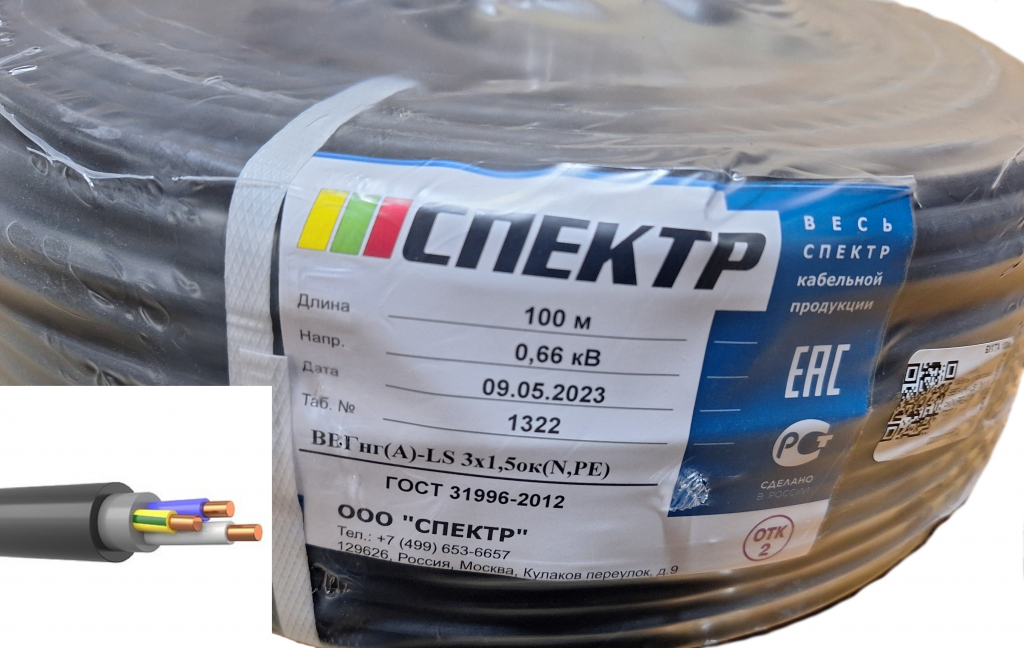 СПЕКТР
ВЕСЬ
СПЕКТР
кабельной
продукции
Длина 100 м
Напр. 0,66 кВ
Дата 09.05.2023
Таб. № 1322
ВВГнг(А)-LS 3х1,5ок(N,PE)
ГОСТ 31996-2012
ООО "СПЕКТР"
Тел.: +7 (499) 653-6657
129626, Россия, Москва, Кулаков переулок, д.9
ЕАС
РСТ
СДЕЛАНО
В РОССИИ
ОТК
2